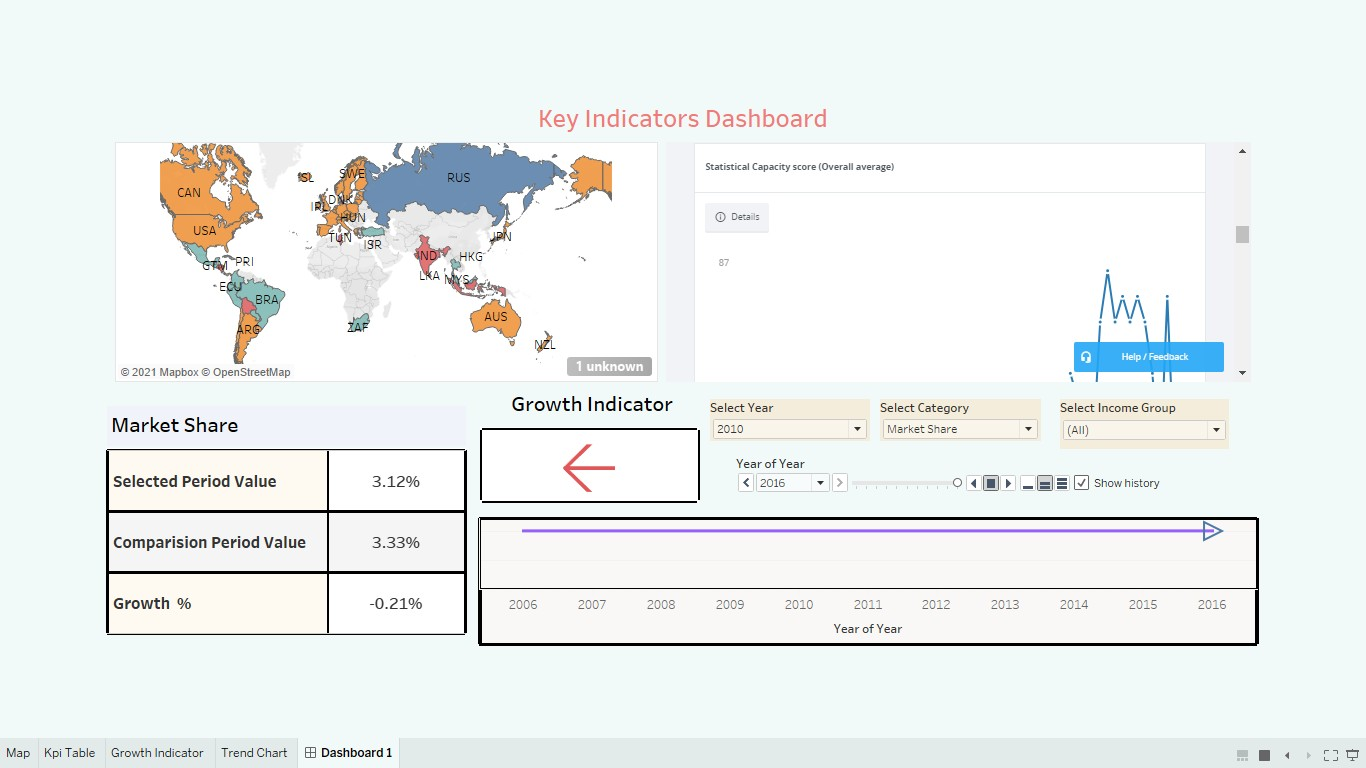 Key Indicators Dashboard
CAN
USA
GTM
PRI
ECU
BRA
ARG
SWE
DNK
HUN
TUN
ISR
RUS
JPN
IND
HKG
LKA
MYS
ZAF
AUS
NZL
© 2021 Mapbox © OpenStreetMap
1 unknown
Statistical Capacity score (Overall average)
Details
87
Help / Feedback
Market Share
Selected Period Value 3.12%
Comparision Period Value 3.33%
Growth % -0.21%
Growth Indicator
Select Year
2010
Select Category
Market Share
Select Income Group
(All)
Year of Year
2016
Show history
2006 2007 2008 2009 2010 2011 2012 2013 2014 2015 2016
Year of Year
Map Kpi Table Growth Indicator Trend Chart Dashboard 1